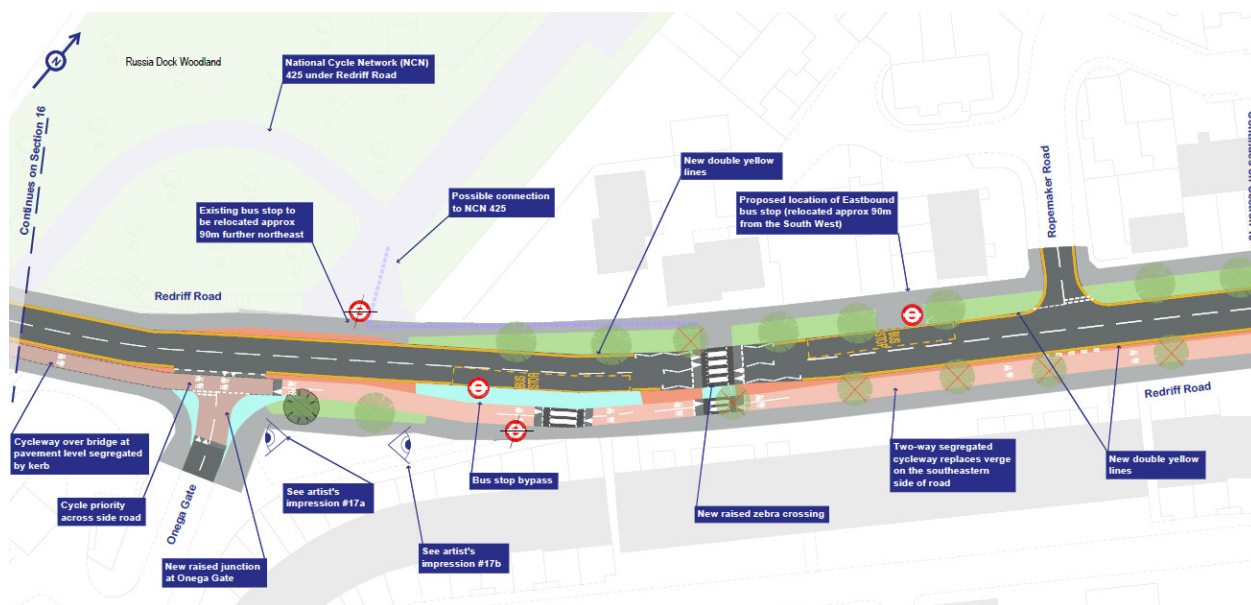 N
Russia Dock Woodland
National Cycle Network (NCN)
425 under Redriff Road
Continues on Section 16
New double yellow
lines
Proposed location of Eastbound
bus stop (relocated approx 90m
from the South West)
Ropemaker Road
Possible connection
to NCN 425
Existing bus stop to
be relocated approx
90m further northeast
Redriff Road
BUS
STOP
BUS
STOP
Redriff Road
Cycleway over bridge at
pavement level segregated
by kerb
Cycle priority
across side road
Onega Gate
New raised junction
at Onega Gate
See artist's
impression #17a
See artist's
impression #17b
Bus stop bypass
New raised zebra crossing
Two-way segregated
cycleway replaces verge
on the southeastern
side of road
New double yellow
lines